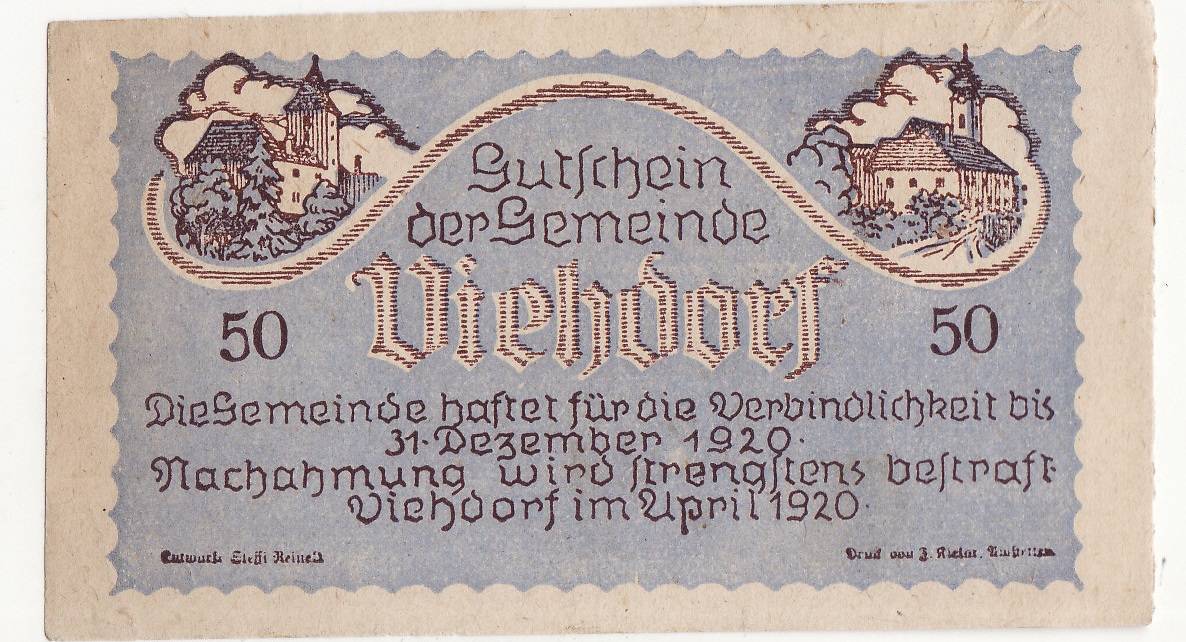 Gutschein
der Gemeinde
Viehdorf
50 50
Die Gemeinde haftet für die Verbindlichkeit bis
31. Dezember 1920.
Nachahmung wird strengstens bestraft.
Viehdorf im April 1920.
Entwurf: Steffi Reinelt
Druck von J. Amstetten